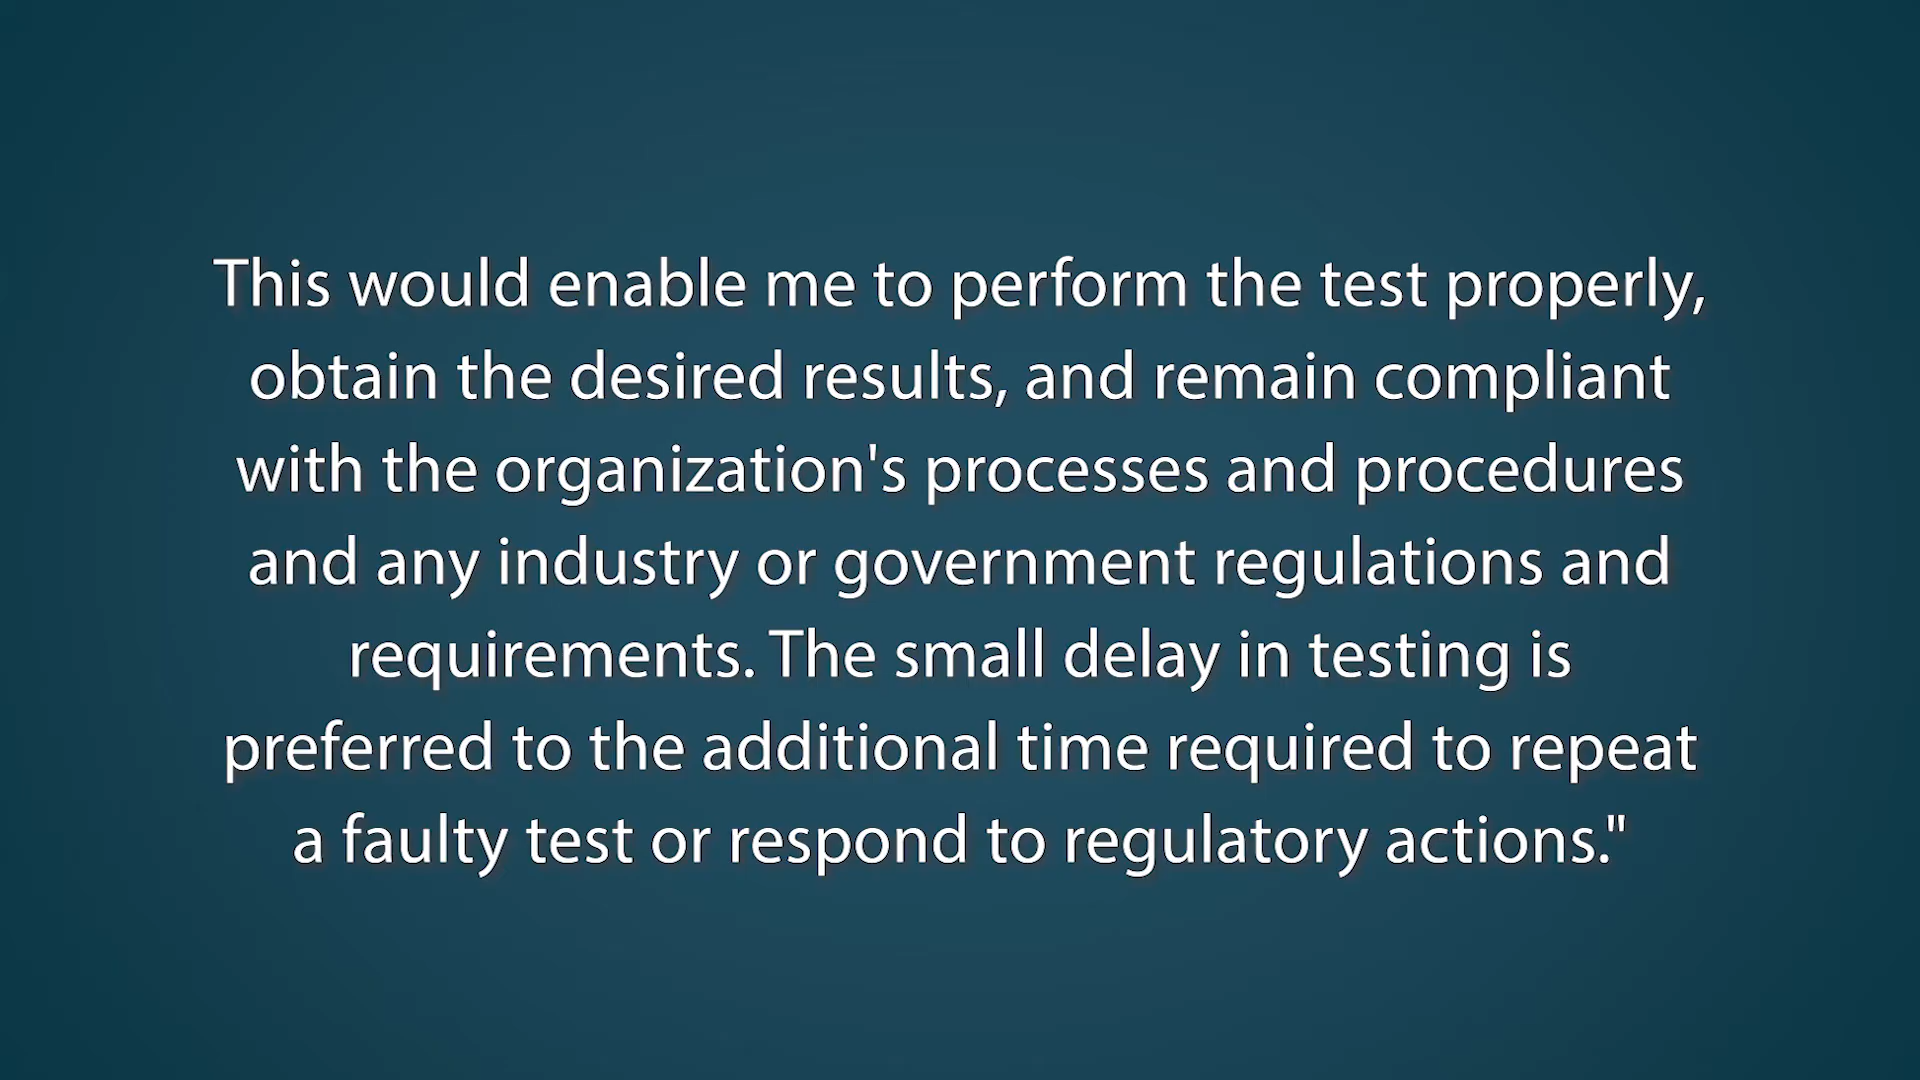 This would enable me to perform the test properly,
obtain the desired results, and remain compliant
with the organization's processes and procedures
and any industry or government regulations and
requirements. The small delay in testing is
preferred to the additional time required to repeat
a faulty test or respond to regulatory actions."